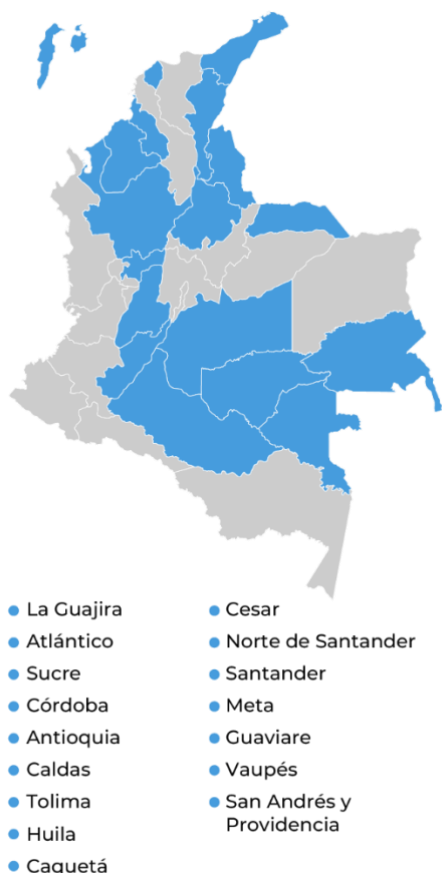 La Guajira
Atlántico
Sucre
Córdoba
Antioquia
Caldas
Tolima
Huila
Caquetá
Cesar
Norte de Santander
Santander
Meta
Guaviare
Vaupés
San Andrés y
Providencia